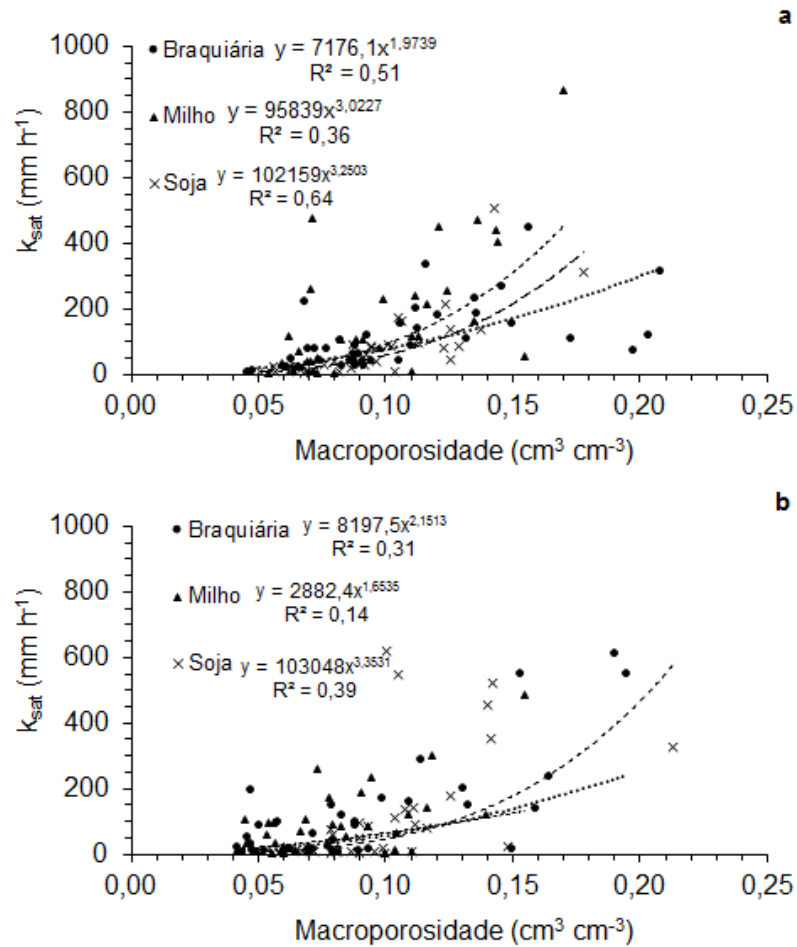 a
1000
800
600
400
200
0
k_sat (mm h⁻¹)
● Braquiária y = 7176,1x^1,9739
R² = 0,51
▲ Milho y = 95839x^3,0227
R² = 0,36
× Soja y = 102159x^3,2503
R² = 0,64
0,00 0,05 0,10 0,15 0,20 0,25
Macroporosidade (cm³ cm⁻³)
b
1000
800
600
400
200
0
k_sat (mm h⁻¹)
● Braquiária y = 8197,5x^2,1513
R² = 0,31
▲ Milho y = 2882,4x^1,6535
R² = 0,14
× Soja y = 103048x^3,3531
R² = 0,39
0,00 0,05 0,10 0,15 0,20 0,25
Macroporosidade (cm³ cm⁻³)